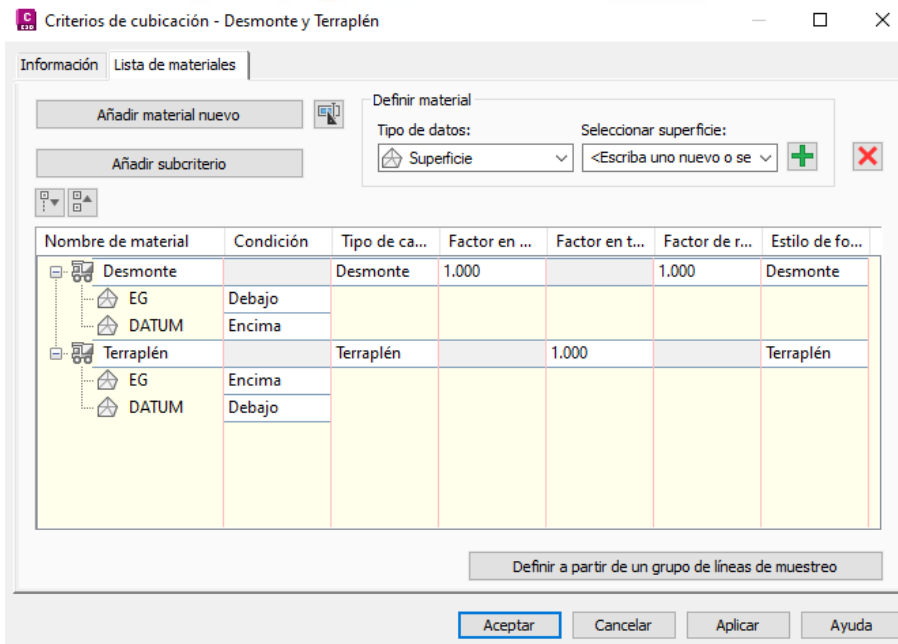 C
E3D
Criterios de cubicación - Desmonte y Terraplén
Información
Lista de materiales
Añadir material nuevo
Definir material
Tipo de datos:
Seleccionar superficie:
Superficie
<Escriba uno nuevo o se
Añadir subcriterio
Nombre de material
Condición
Tipo de ca...
Factor en ...
Factor en t...
Factor de r...
Estilo de fo...
Desmonte
Desmonte
1.000
1.000
Desmonte
EG
Debajo
DATUM
Encima
Terraplén
Terraplén
1.000
Terraplén
EG
Encima
DATUM
Debajo
Definir a partir de un grupo de líneas de muestreo
Aceptar
Cancelar
Aplicar
Ayuda